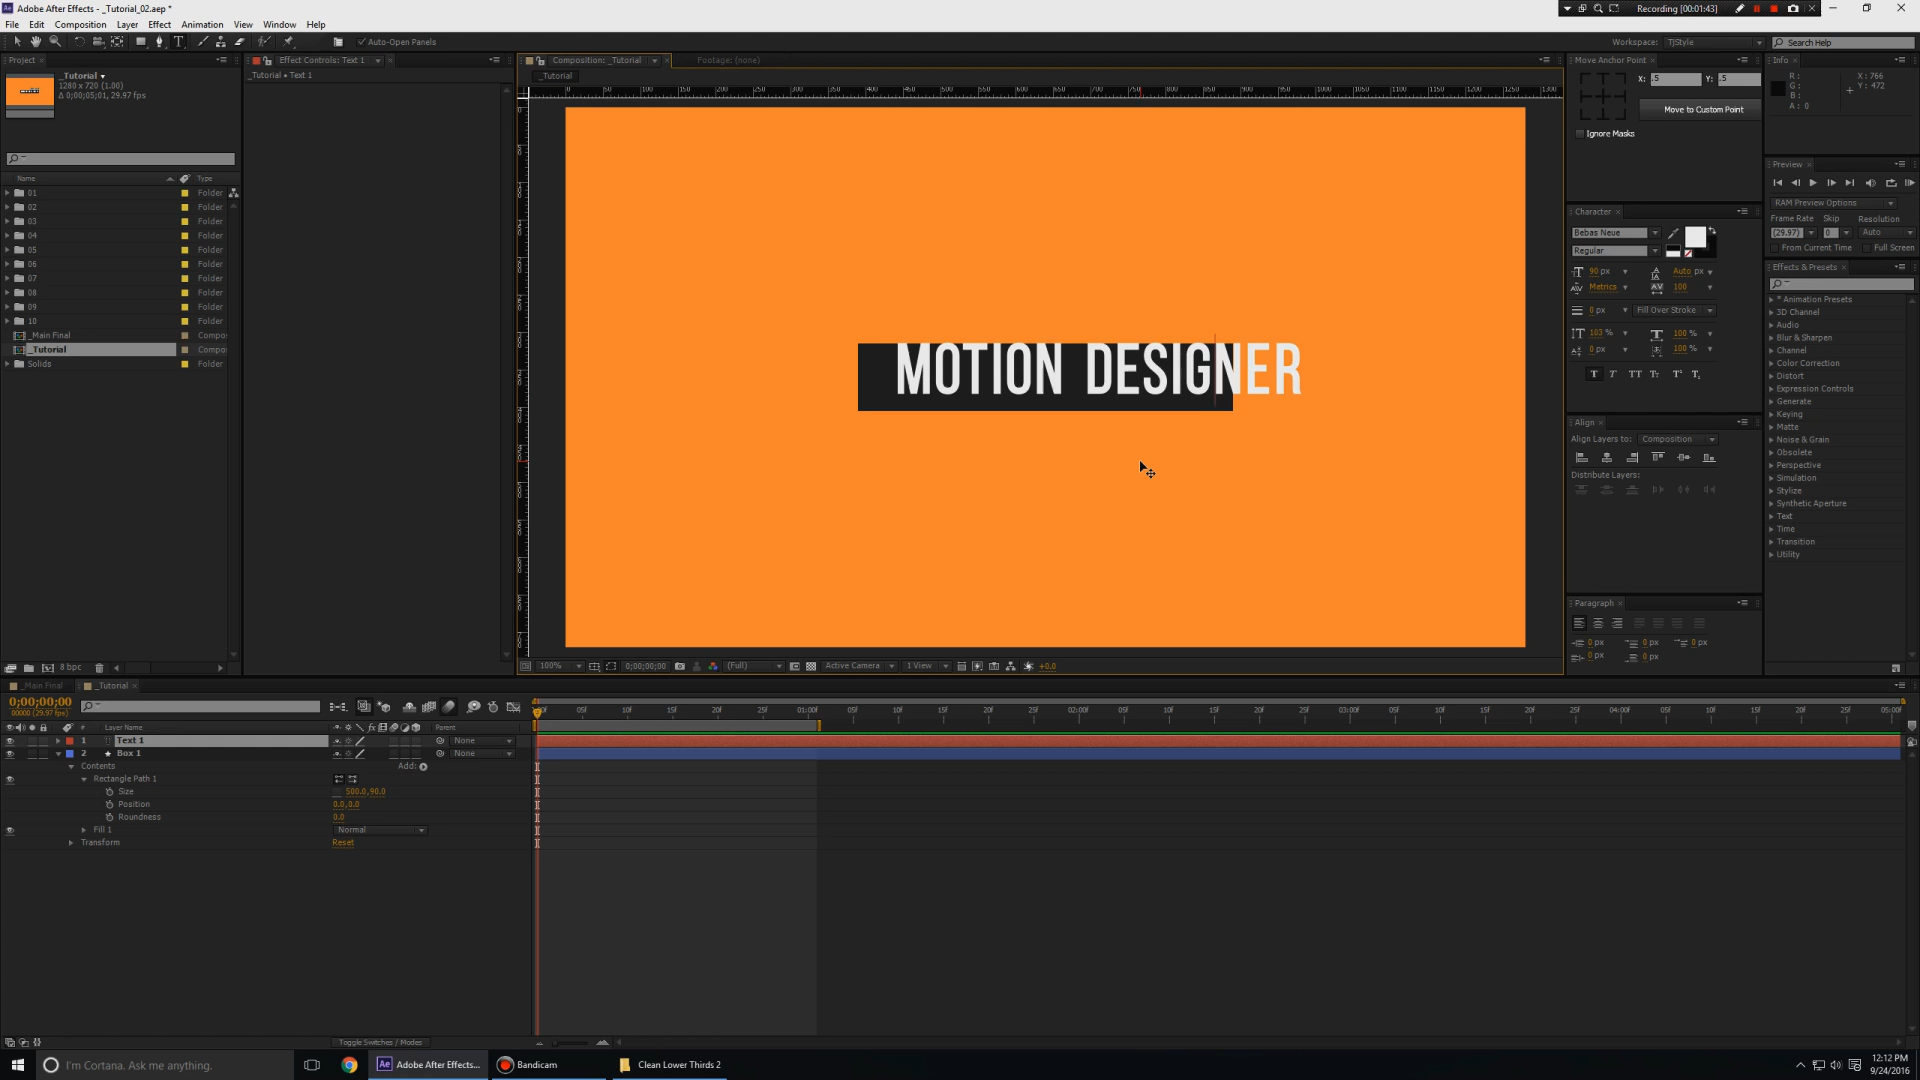 Adobe After Effects - _Tutorial_02.aep *
Recording [00:01:43]
File Edit Composition Layer Effect Animation View Window Help
Auto-Open Panels
Workspace: TJStyle
Search Help
Project
Effect Controls: Text 1
Composition: _Tutorial
Footage: (none)
Move Anchor Point
Info
_Tutorial
1280 x 720 (1.00)
Δ 0;00;05;01, 29.97 fps
_Tutorial • Text 1
_Tutorial
X: .5 Y: .5
Move to Custom Point
Ignore Masks
R :
G :
B :
A : 0
X : 766
Y : 472
Name Type
01 Folder
02 Folder
03 Folder
04 Folder
05 Folder
06 Folder
07 Folder
08 Folder
09 Folder
10 Folder
_Main Final Compos
_Tutorial Compos
Solids Folder
MOTION DESIGNER
Preview
RAM Preview Options
Frame Rate Skip Resolution
(29.97) 0 Auto
From Current Time Full Screen
Character
Bebas Neue
Regular
90 px Auto px
Metrics 100
0 px Fill Over Stroke
103 % 100 %
0 px 100 %
Effects & Presets
* Animation Presets
3D Channel
Audio
Blur & Sharpen
Channel
Color Correction
Distort
Expression Controls
Generate
Keying
Matte
Noise & Grain
Obsolete
Perspective
Simulation
Stylize
Synthetic Aperture
Text
Time
Transition
Utility
Align
Align Layers to: Composition
Distribute Layers:
Paragraph
0 px 0 px 0 px
0 px 0 px
8 bpc
100% 0;00;00;00 (Full) Active Camera 1 View +0.0
_Main Final _Tutorial
0;00;00;00
00000 (29.97 fps)
# Layer Name Parent
1 Text 1 None
2 Box 1 None
Contents Add:
Rectangle Path 1
Size 500.0,90.0
Position 0.0,0.0
Roundness 0.0
Fill 1 Normal
Transform Reset
05f 10f 15f 20f 25f 01:00f 05f 10f 15f 20f 25f 02:00f 05f 10f 15f 20f 25f 03:00f 05f 10f 15f 20f 25f 04:00f 05f 10f 15f 20f 25f 05:00f
Toggle Switches / Modes
I'm Cortana. Ask me anything.
Adobe After Effects...
Bandicam
Clean Lower Thirds 2
12:12 PM
9/24/2016